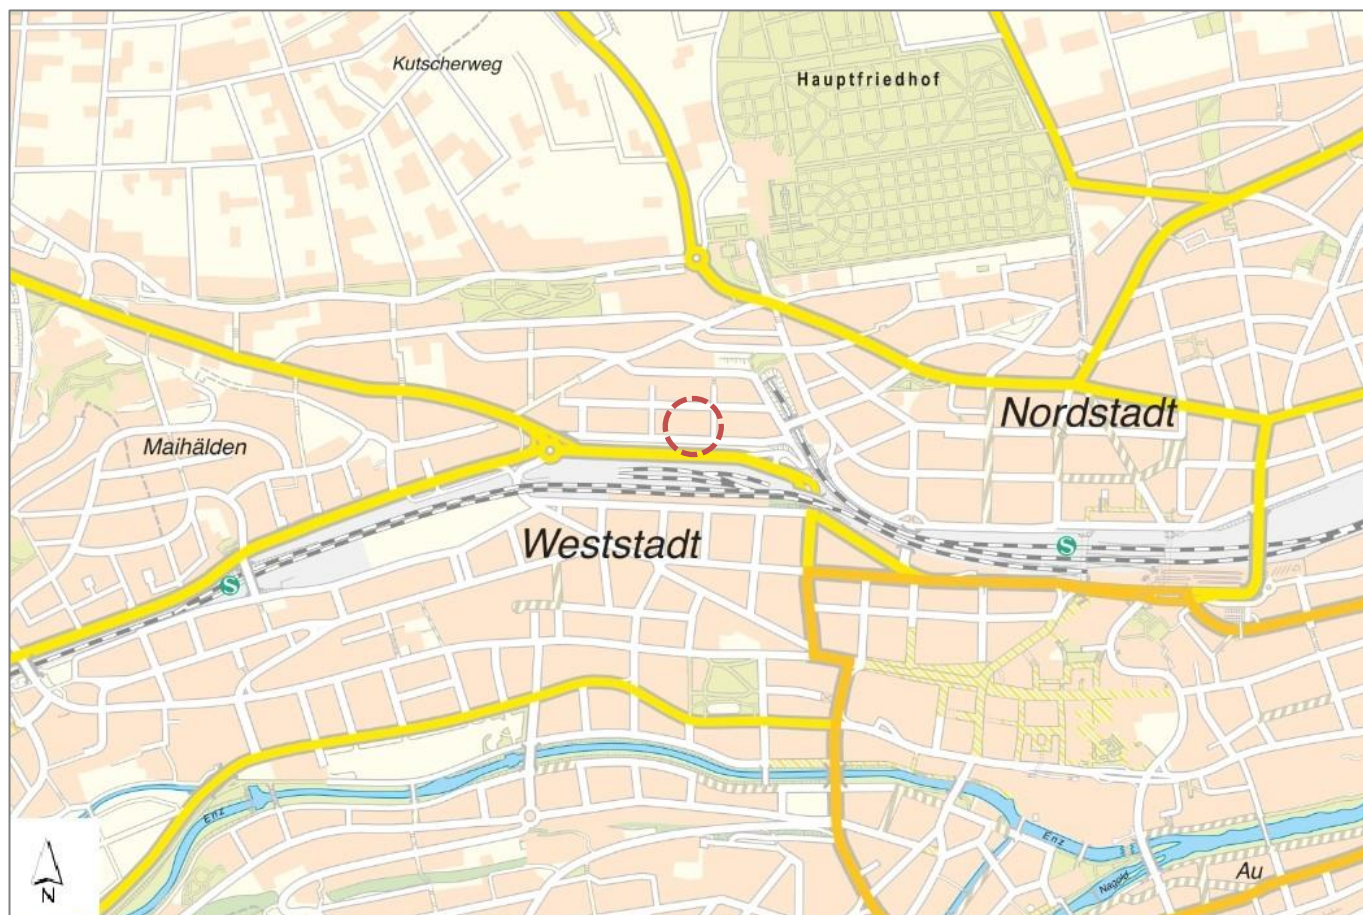 Kutscherweg
Hauptfriedhof
Nordstadt
Maihälden
Weststadt
S
S
Enz
Enz
Nagold
Au
N